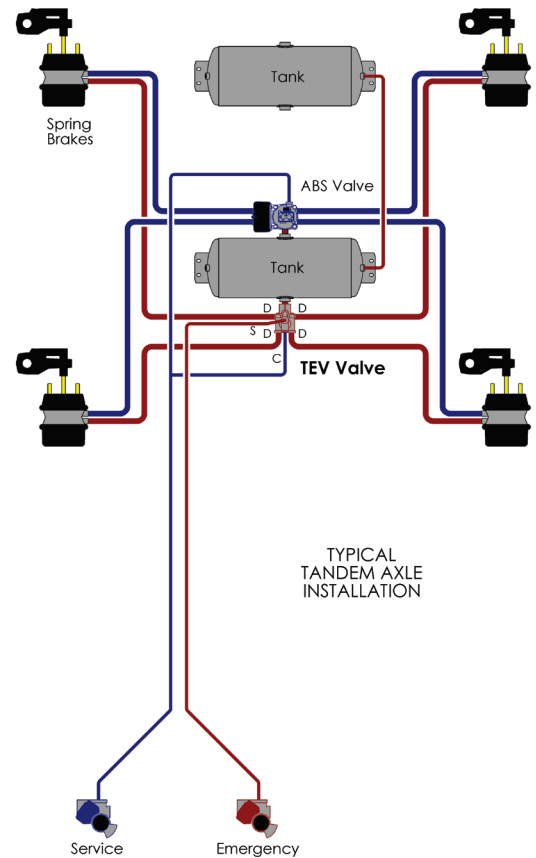 Tank
Spring
Brakes
ABS Valve
Tank
D D
S D D
C
TEV Valve
TYPICAL
TANDEM AXLE
INSTALLATION
Service
Emergency